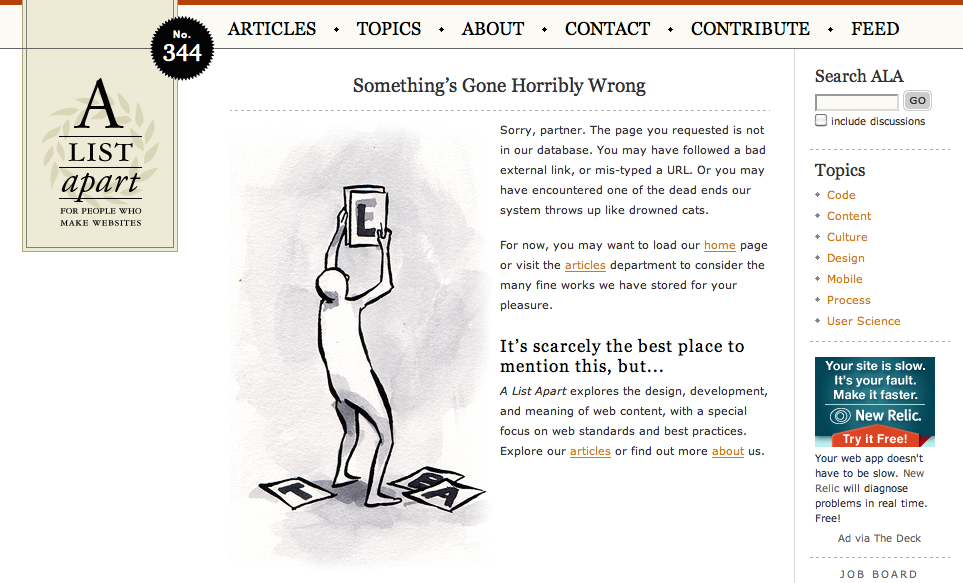 No.
344
ARTICLES • TOPICS • ABOUT • CONTACT • CONTRIBUTE • FEED
A
LIST
apart
FOR PEOPLE WHO
MAKE WEBSITES
Something’s Gone Horribly Wrong
E
T
B
A
Sorry, partner. The page you requested is not
in our database. You may have followed a bad
external link, or mis-typed a URL. Or you may
have encountered one of the dead ends our
system throws up like drowned cats.
For now, you may want to load our home page
or visit the articles department to consider the
many fine works we have stored for your
pleasure.
It’s scarcely the best place to
mention this, but…
A List Apart explores the design, development,
and meaning of web content, with a special
focus on web standards and best practices.
Explore our articles or find out more about us.
Search ALA
GO
include discussions
Topics
Code
Content
Culture
Design
Mobile
Process
User Science
Your site is slow.
It's your fault.
Make it faster.
New Relic.
Try it Free!
Your web app doesn't
have to be slow. New
Relic will diagnose
problems in real time.
Free!
Ad via The Deck
JOB BOARD